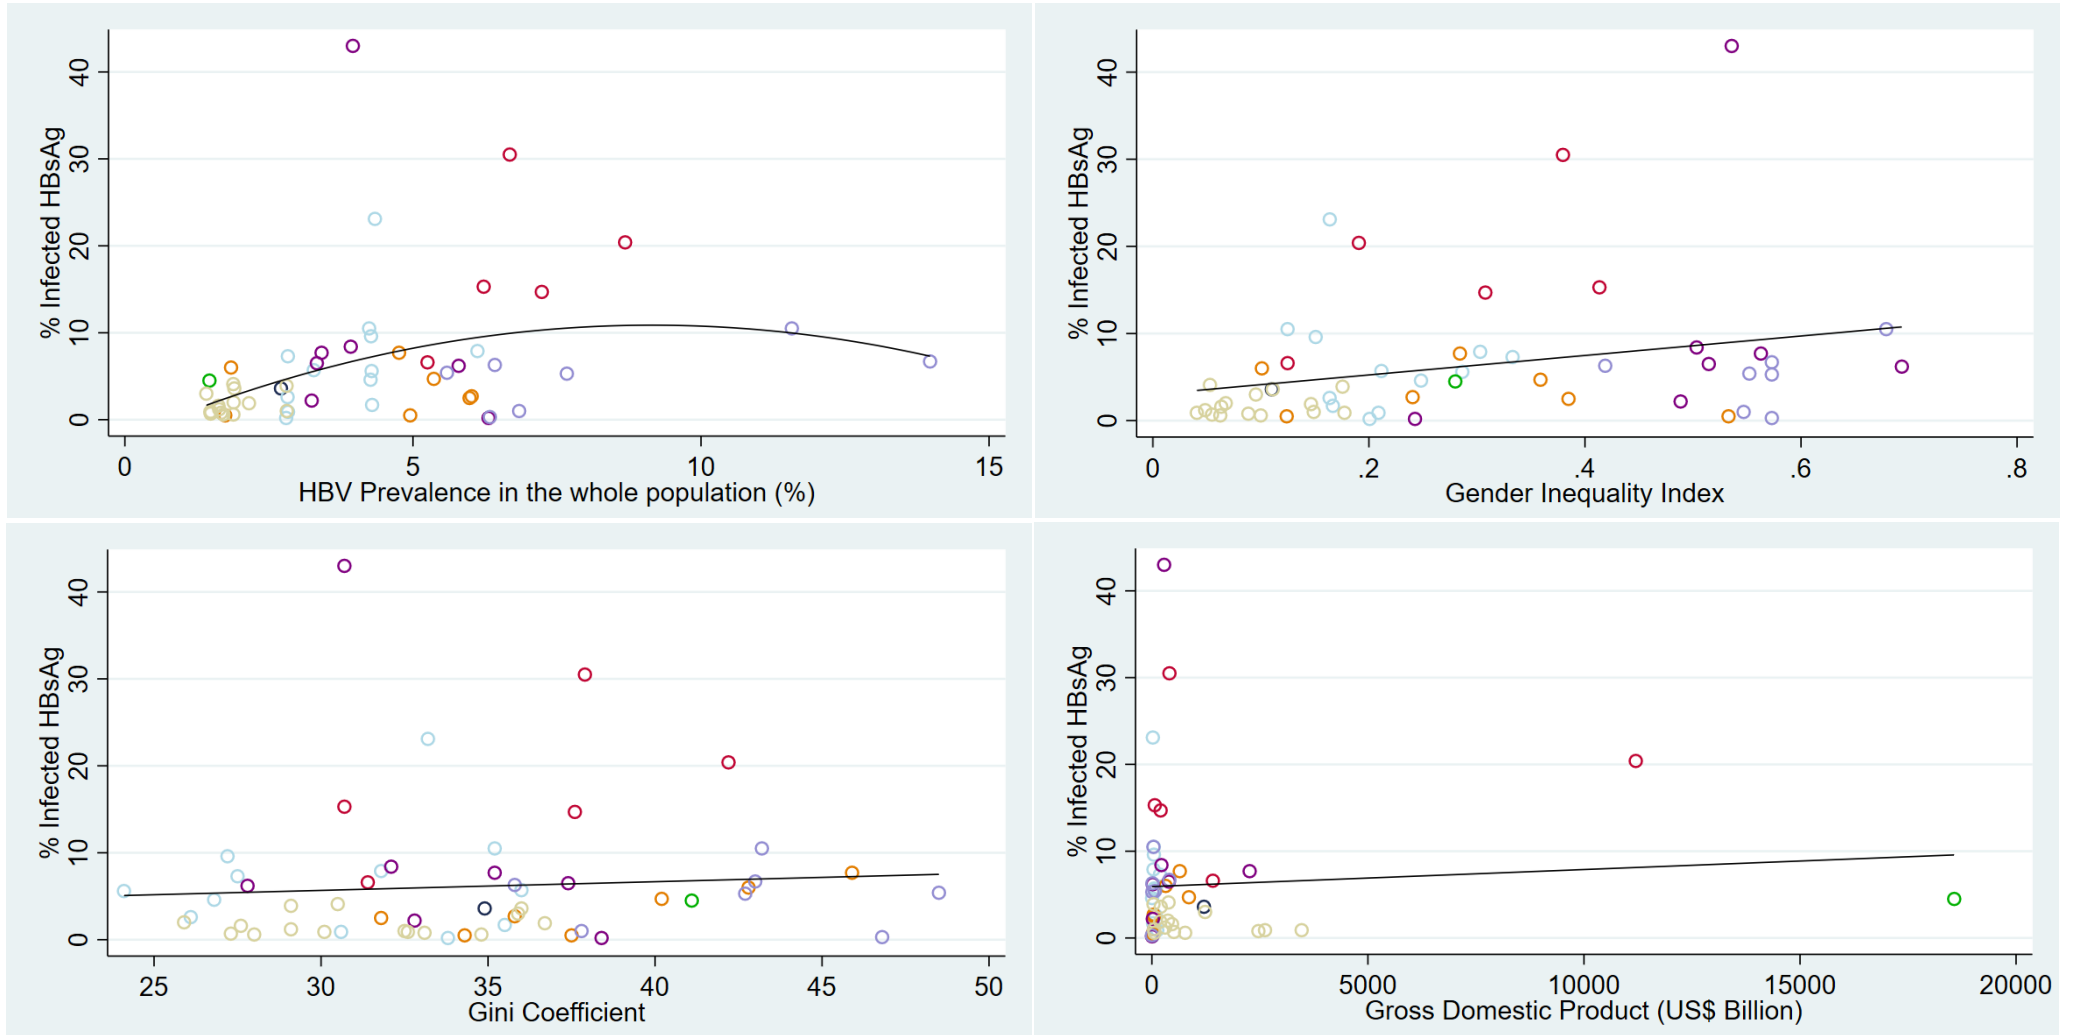 % Infected HBsAg
40
30
20
10
0
0 5 10 15
HBV Prevalence in the whole population (%)
% Infected HBsAg
40
30
20
10
0
0 .2 .4 .6 .8
Gender Inequality Index
% Infected HBsAg
40
30
20
10
0
25 30 35 40 45 50
Gini Coefficient
% Infected HBsAg
40
30
20
10
0
0 5000 10000 15000 20000
Gross Domestic Product (US$ Billion)